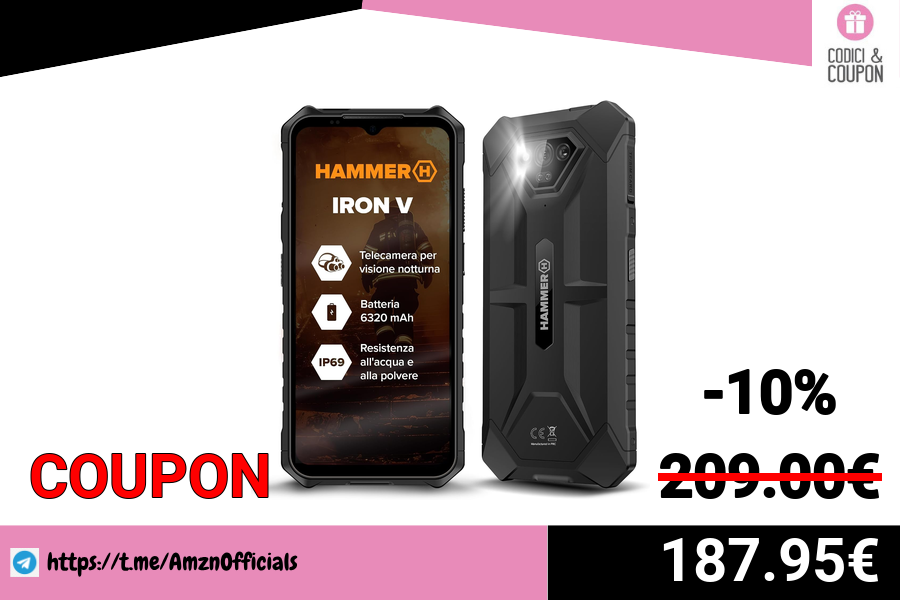 CODICI &
COUPON
HAMMER H
IRON V
Telecamera per
visione notturna
Batteria
6320 mAh
IP69
Resistenza
all'acqua e
alla polvere
HAMMER H
CE
-10%
COUPON
209.00€
https://t.me/AmznOfficials
187.95€